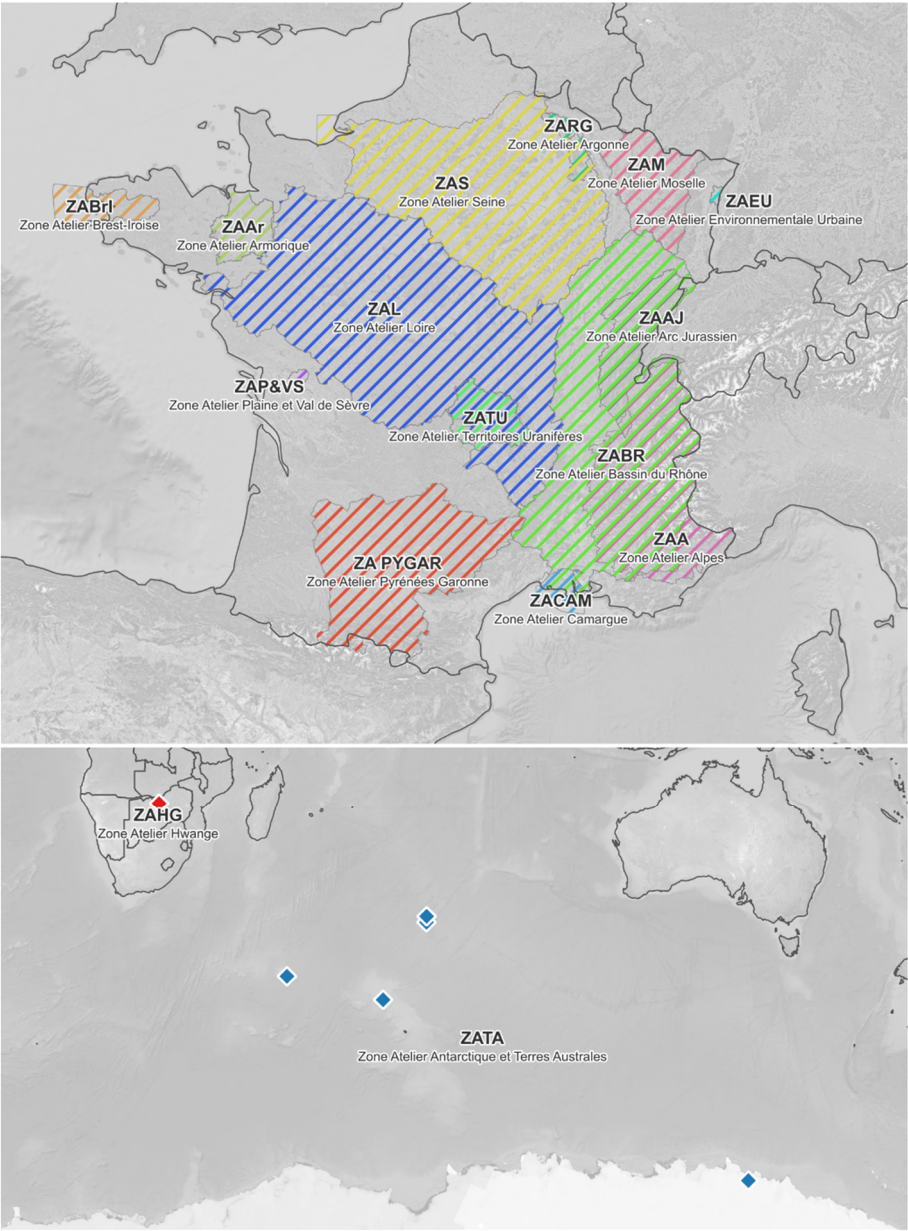 ZARG
Zone Atelier Argonne
ZAM
Zone Atelier Moselle
ZAS
Zone Atelier Seine
ZAEU
Zone Atelier Environnementale Urbaine
ZABrI
Zone Atelier Brest-Iroise
ZAAr
Zone Atelier Armorique
ZAL
Zone Atelier Loire
ZAAJ
Zone Atelier Arc Jurassien
ZAP&VS
Zone Atelier Plaine et Val de Sèvre
ZATU
Zone Atelier Territoires Uranifères
ZABR
Zone Atelier Bassin du Rhône
ZAA
Zone Atelier Alpes
ZA PYGAR
Zone Atelier Pyrénées Garonne
ZACAM
Zone Atelier Camargue
ZAHG
Zone Atelier Hwange
ZATA
Zone Atelier Antarctique et Terres Australes